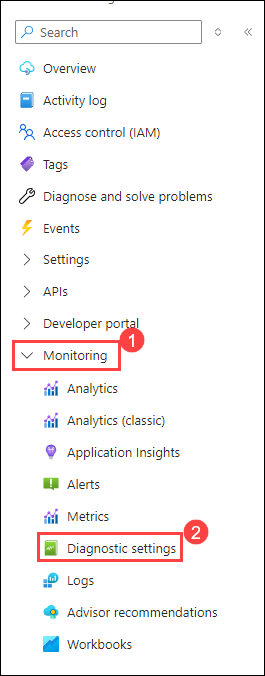 Search
Overview
Activity log
Access control (IAM)
Tags
Diagnose and solve problems
Events
Settings
APIs
Developer portal
1
Monitoring
Analytics
Analytics (classic)
Application Insights
Alerts
Metrics
2
Diagnostic settings
Logs
Advisor recommendations
Workbooks